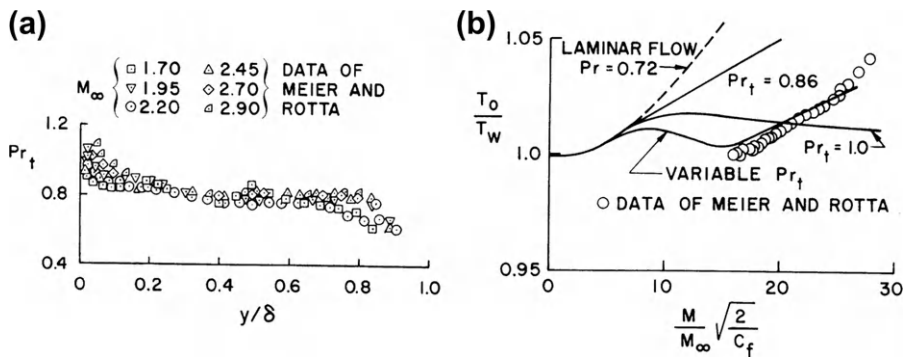 (a)
M∞ { □ 1.70 △ 2.45 } DATA OF
▽ 1.95 ◇ 2.70 MEIER AND
○ 2.20 2.90 ROTTA
Pr_t
1.2
0.8
0.4
0 0.2 0.4 0.6 0.8 1.0
y/δ
(b)
1.05
T_o/T_w
1.0
0.95
LAMINAR FLOW
Pr = 0.72
Pr_t = 0.86
Pr_t = 1.0
VARIABLE Pr_t
○ DATA OF MEIER AND ROTTA
0 10 20 30
M/M∞ √(2/C_f)